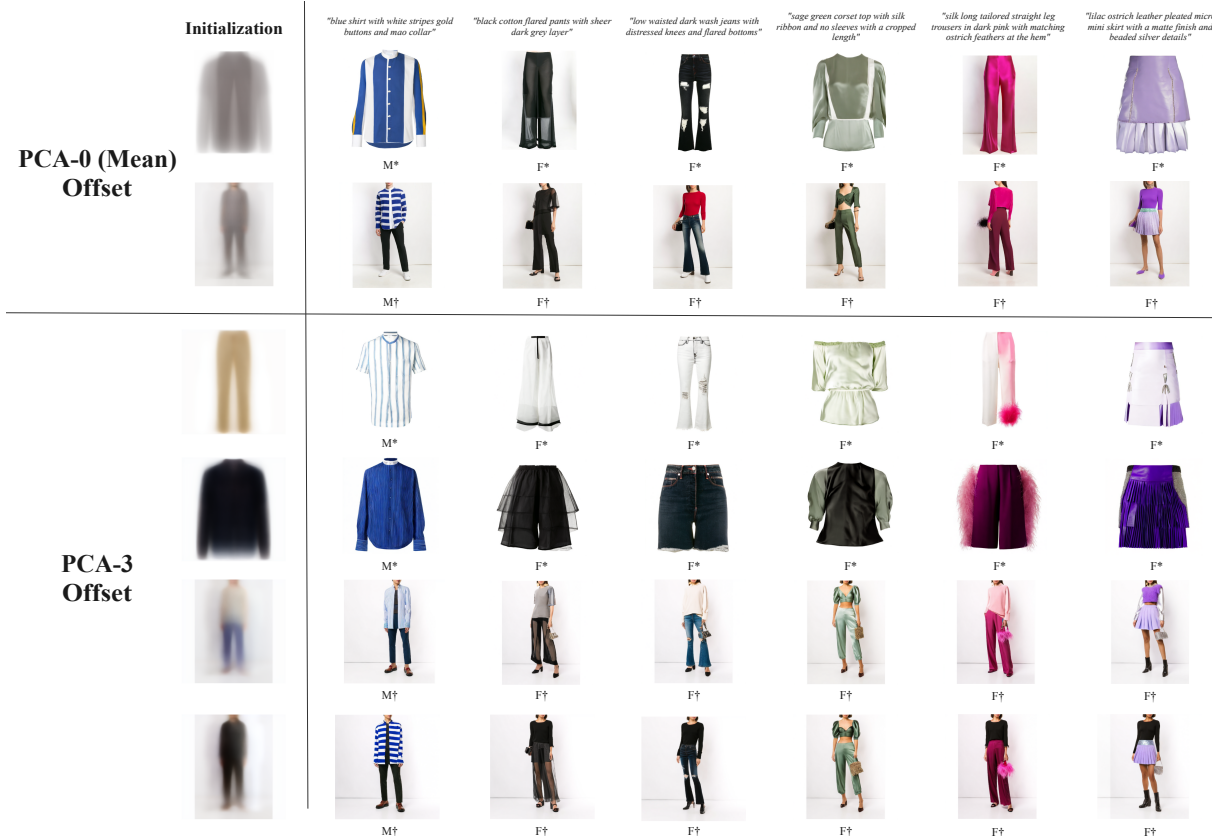 Initialization
"blue shirt with white stripes gold
buttons and mao collar"
"black cotton flared pants with sheer
dark grey layer"
"low waisted dark wash jeans with
distressed knees and flared bottoms"
"sage green corset top with silk
ribbon and no sleeves with a cropped
length"
"silk long tailored straight leg
trousers in dark pink with matching
ostrich feathers at the hem"
"lilac ostrich leather pleated micro
mini skirt with a matte finish and
beaded silver details"
PCA-0 (Mean)
Offset
M* F* F* F* F* F*
M† F† F† F† F† F†
M* F* F* F* F* F*
PCA-3
Offset
M* F* F* F* F* F*
M† F† F† F† F† F†
M† F† F† F† F† F†